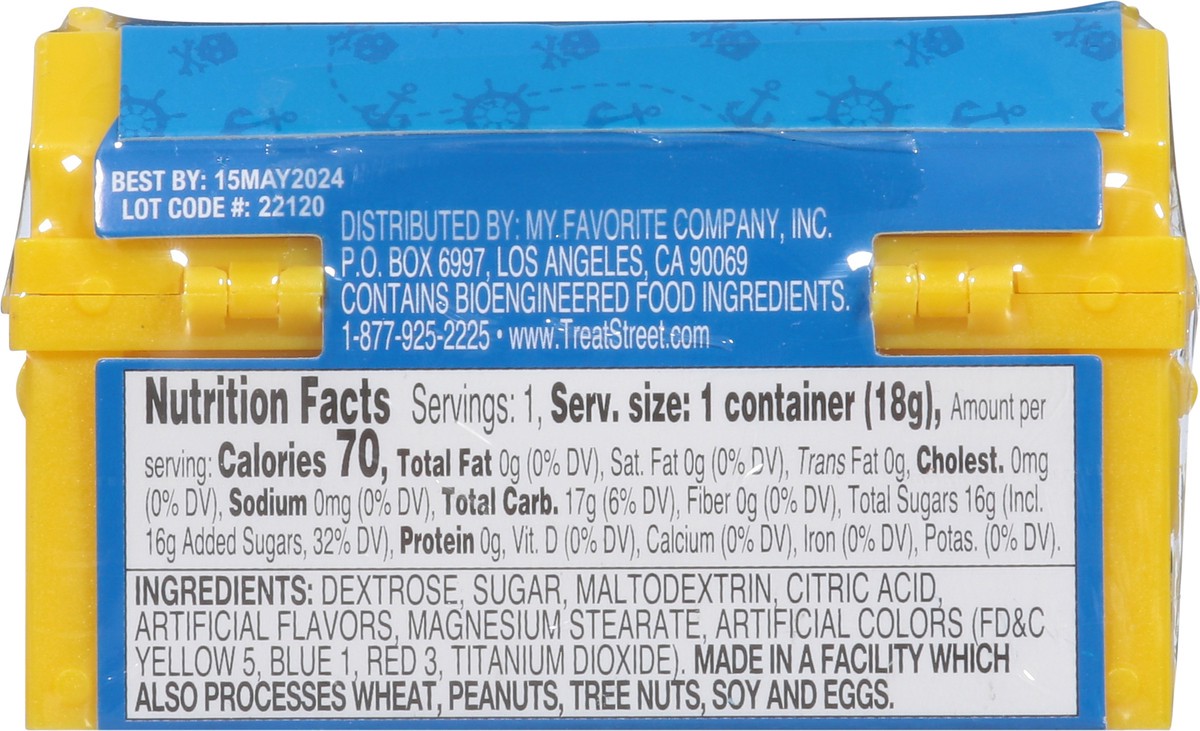 BEST BY: 15MAY2024
LOT CODE #: 22120
DISTRIBUTED BY: MY FAVORITE COMPANY, INC.
P.O. BOX 6997, LOS ANGELES, CA 90069
CONTAINS BIOENGINEERED FOOD INGREDIENTS.
1-877-925-2225 • www.TreatStreet.com
Nutrition Facts Servings: 1, Serv. size: 1 container (18g), Amount per
serving: Calories 70, Total Fat 0g (0% DV), Sat. Fat 0g (0% DV), Trans Fat 0g, Cholest. 0mg
(0% DV), Sodium 0mg (0% DV), Total Carb. 17g (6% DV), Fiber 0g (0% DV), Total Sugars 16g (Incl.
16g Added Sugars, 32% DV), Protein 0g, Vit. D (0% DV), Calcium (0% DV), Iron (0% DV), Potas. (0% DV).
INGREDIENTS: DEXTROSE, SUGAR, MALTODEXTRIN, CITRIC ACID,
ARTIFICIAL FLAVORS, MAGNESIUM STEARATE, ARTIFICIAL COLORS (FD&C
YELLOW 5, BLUE 1, RED 3, TITANIUM DIOXIDE). MADE IN A FACILITY WHICH
ALSO PROCESSES WHEAT, PEANUTS, TREE NUTS, SOY AND EGGS.